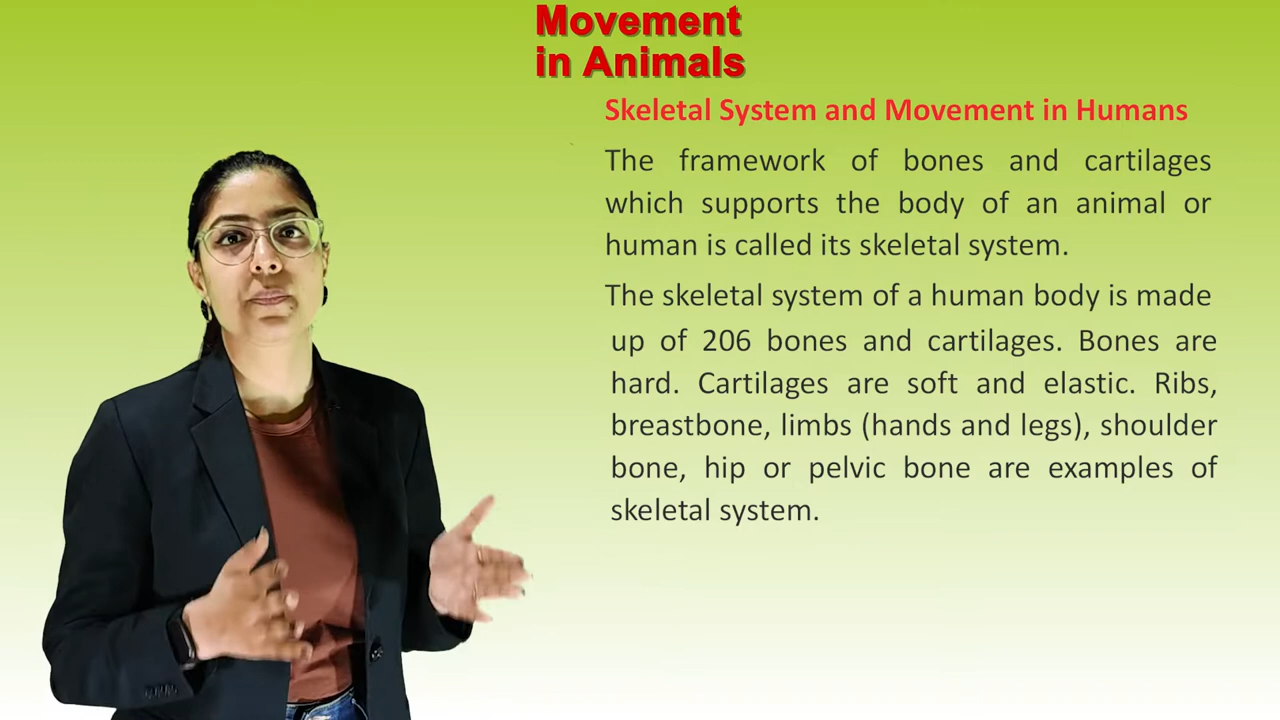 Movement
in Animals
Skeletal System and Movement in Humans
The framework of bones and cartilages
which supports the body of an animal or
human is called its skeletal system.
The skeletal system of a human body is made
up of 206 bones and cartilages. Bones are
hard. Cartilages are soft and elastic. Ribs,
breastbone, limbs (hands and legs), shoulder
bone, hip or pelvic bone are examples of
skeletal system.